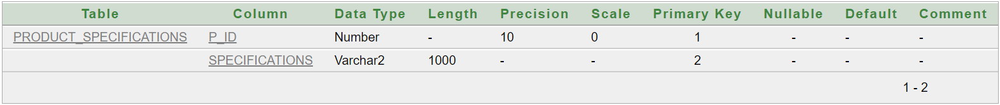 Table Column Data Type Length Precision Scale Primary Key Nullable Default Comment
PRODUCT_SPECIFICATIONS P_ID Number - 10 0 1 - - -
SPECIFICATIONS Varchar2 1000 - - 2 - - -
1 - 2